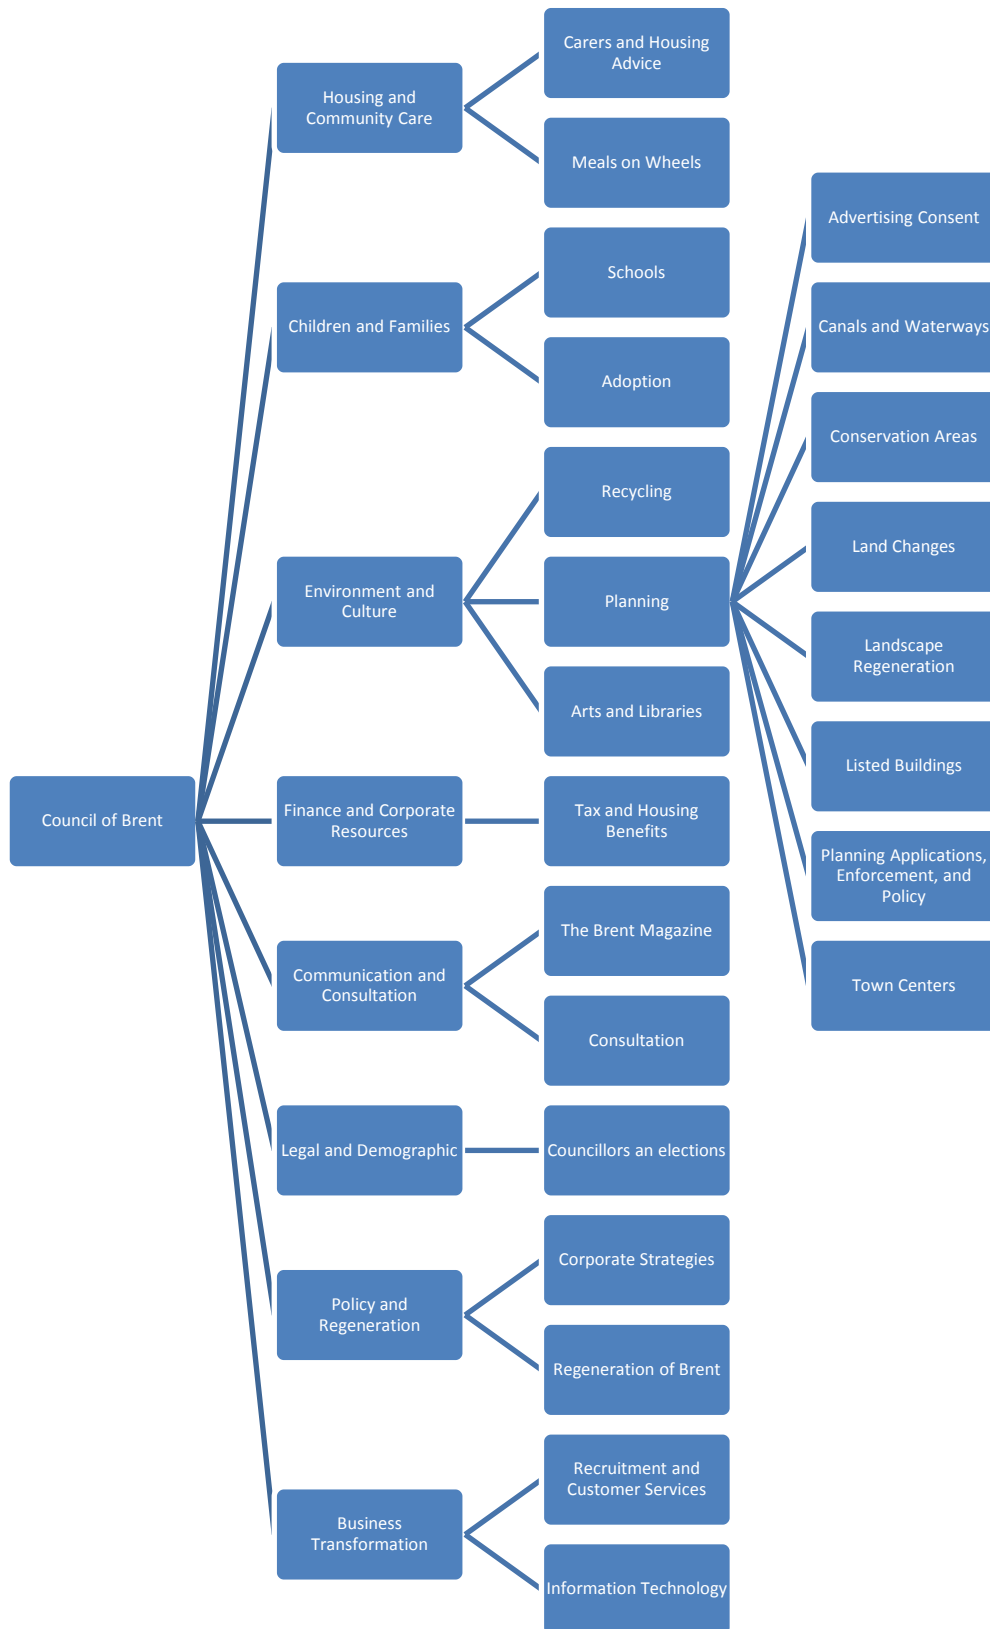 Council of Brent
Housing and
Community Care
Carers and Housing
Advice
Meals on Wheels
Children and Families
Schools
Adoption
Environment and
Culture
Recycling
Planning
Advertising Consent
Canals and Waterways
Conservation Areas
Land Changes
Landscape
Regeneration
Listed Buildings
Planning Applications,
Enforcement, and
Policy
Town Centers
Arts and Libraries
Finance and Corporate
Resources
Tax and Housing
Benefits
Communication and
Consultation
The Brent Magazine
Consultation
Legal and Demographic
Councillors an elections
Policy and
Regeneration
Corporate Strategies
Regeneration of Brent
Business
Transformation
Recruitment and
Customer Services
Information Technology